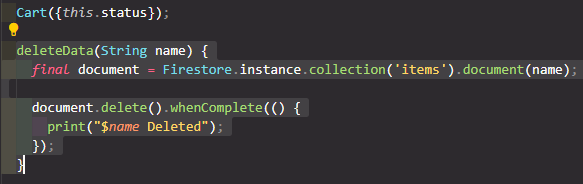 Cart({this.status});
deleteData(String name) {
final document = Firestore.instance.collection('items').document(name);
document.delete().whenComplete(() {
print("$name Deleted");
});
}